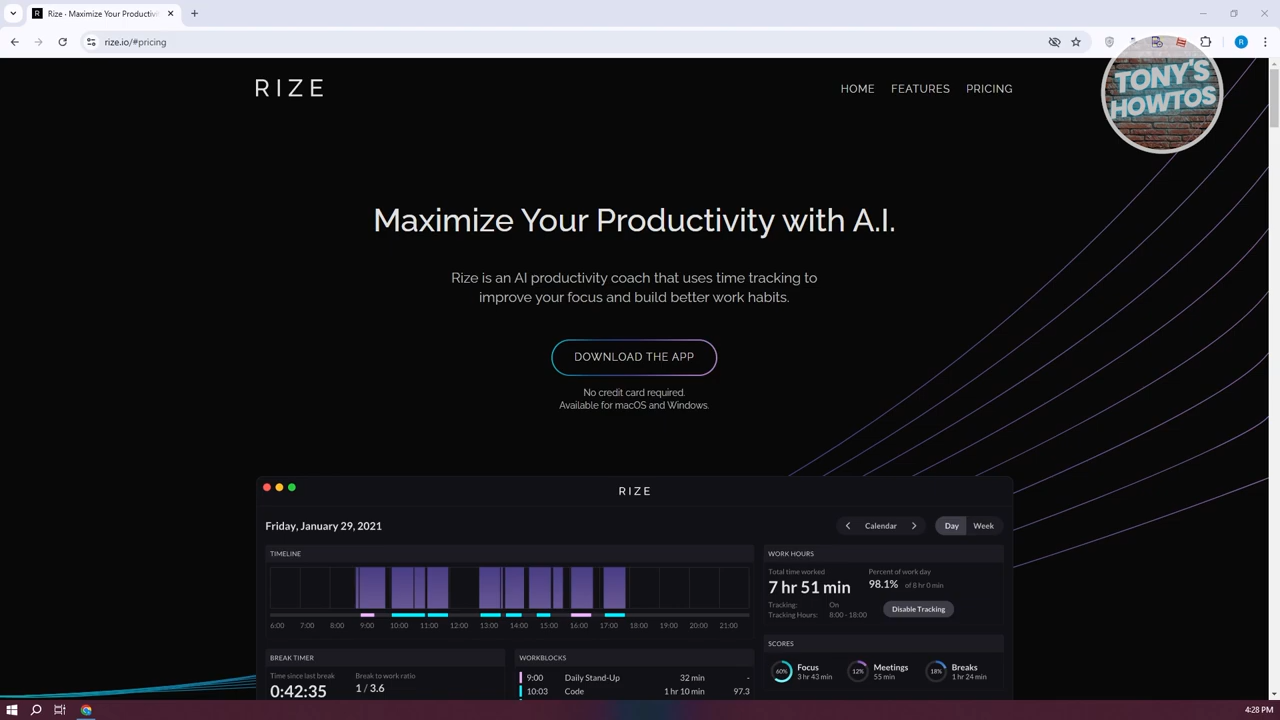 Rize - Maximize Your Productivi
rize.io/#pricing
R
RIZE
HOME
FEATURES
PRICING
TONY'S
HOWTOS
Maximize Your Productivity with A.I.
Rize is an AI productivity coach that uses time tracking to
improve your focus and build better work habits.
DOWNLOAD THE APP
No credit card required.
Available for macOS and Windows.
RIZE
Friday, January 29, 2021
Calendar
Day
Week
TIMELINE
6:00 7:00 8:00 9:00 10:00 11:00 12:00 13:00 14:00 15:00 16:00 17:00 18:00 19:00 20:00 21:00
WORK HOURS
Total time worked
7 hr 51 min
Percent of work day
98.1% of 8 hr 0 min
Tracking: On
Tracking Hours: 8:00 - 18:00
Disable Tracking
SCORES
60% Focus
3 hr 43 min
12% Meetings
55 min
18% Breaks
1 hr 24 min
BREAK TIMER
Time since last break
0:42:35
Break to work ratio
1 / 3.6
WORKBLOCKS
9:00 Daily Stand-Up 32 min -
10:03 Code 1 hr 10 min 97.3
4:28 PM